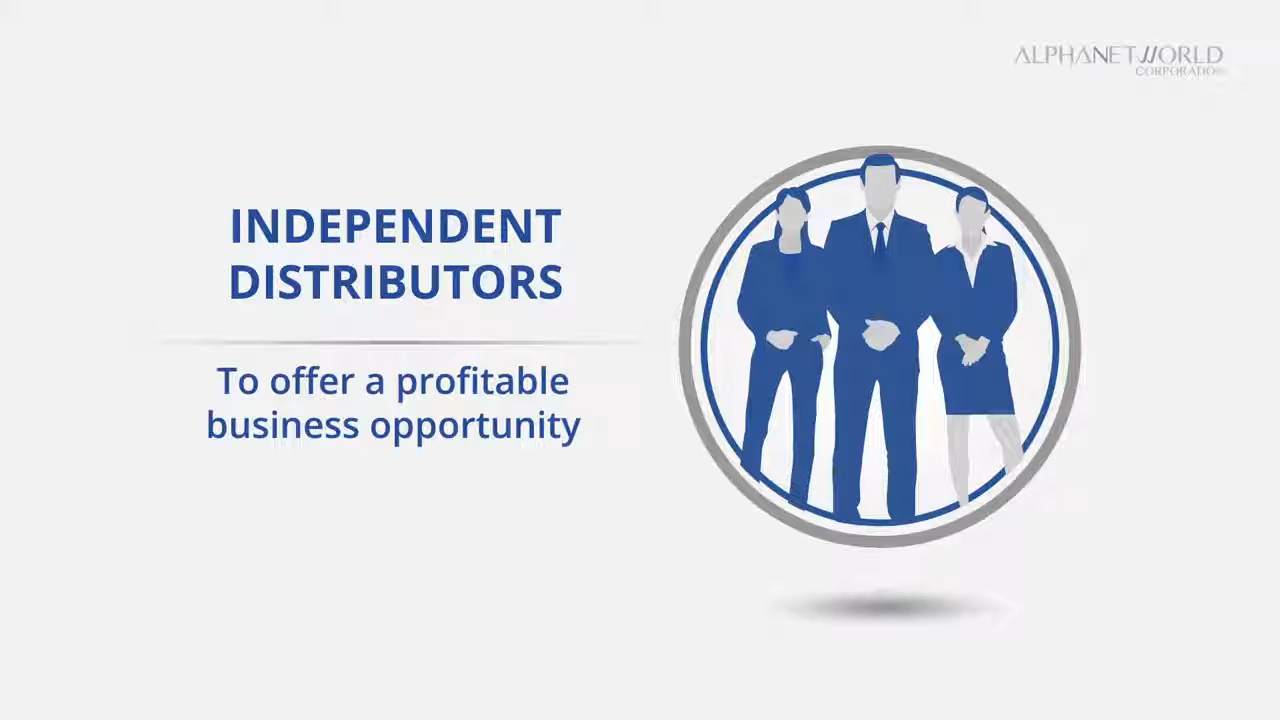 ALPHANETWORLD
INDEPENDENT
DISTRIBUTORS
To offer a profitable
business opportunity